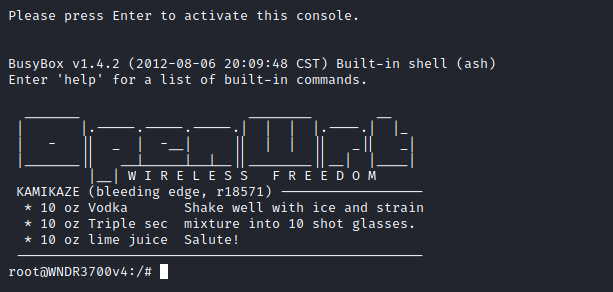 Please press Enter to activate this console.
BusyBox v1.4.2 (2012-08-06 20:09:48 CST) Built-in shell (ash)
Enter 'help' for a list of built-in commands.
OpenWrt
W I R E L E S S   F R E E D O M
KAMIKAZE (bleeding edge, r18571)
* 10 oz Vodka       Shake well with ice and strain
* 10 oz Triple sec  mixture into 10 shot glasses.
* 10 oz lime juice  Salute!
root@WNDR3700v4:/#